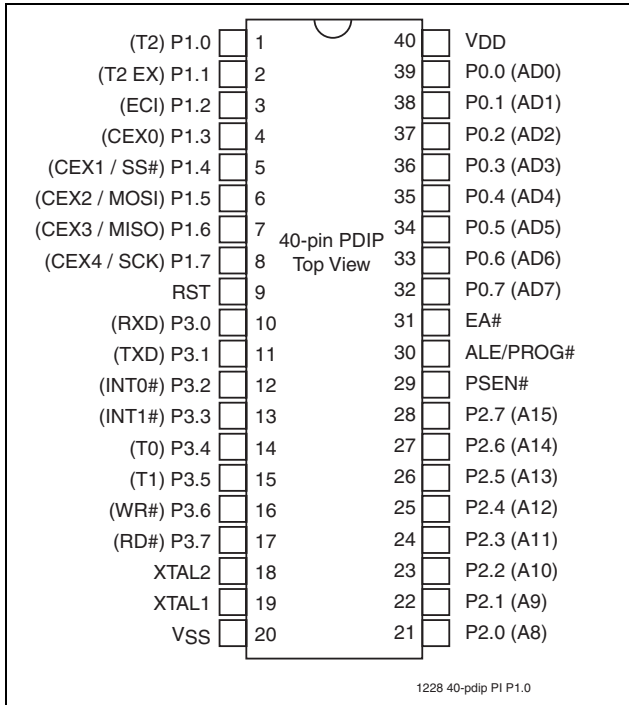 (T2) P1.0 1 40 VDD
(T2 EX) P1.1 2 39 P0.0 (AD0)
(ECI) P1.2 3 38 P0.1 (AD1)
(CEX0) P1.3 4 37 P0.2 (AD2)
(CEX1 / SS#) P1.4 5 36 P0.3 (AD3)
(CEX2 / MOSI) P1.5 6 35 P0.4 (AD4)
(CEX3 / MISO) P1.6 7 34 P0.5 (AD5)
40-pin PDIP
Top View
(CEX4 / SCK) P1.7 8 33 P0.6 (AD6)
RST 9 32 P0.7 (AD7)
(RXD) P3.0 10 31 EA#
(TXD) P3.1 11 30 ALE/PROG#
(INT0#) P3.2 12 29 PSEN#
(INT1#) P3.3 13 28 P2.7 (A15)
(T0) P3.4 14 27 P2.6 (A14)
(T1) P3.5 15 26 P2.5 (A13)
(WR#) P3.6 16 25 P2.4 (A12)
(RD#) P3.7 17 24 P2.3 (A11)
XTAL2 18 23 P2.2 (A10)
XTAL1 19 22 P2.1 (A9)
VSS 20 21 P2.0 (A8)
1228 40-pdip PI P1.0